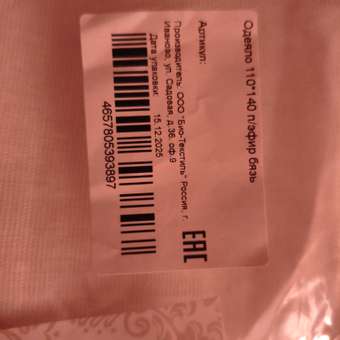 Одеяло 110*140 п/эфир бязь
Артикул:
Производитель: ООО "Био-Текстиль" Россия, г.
Иваново, ул. Садовая, д.36, оф.9
Дата упаковки:
15.12.2025
4657805393897
EAC